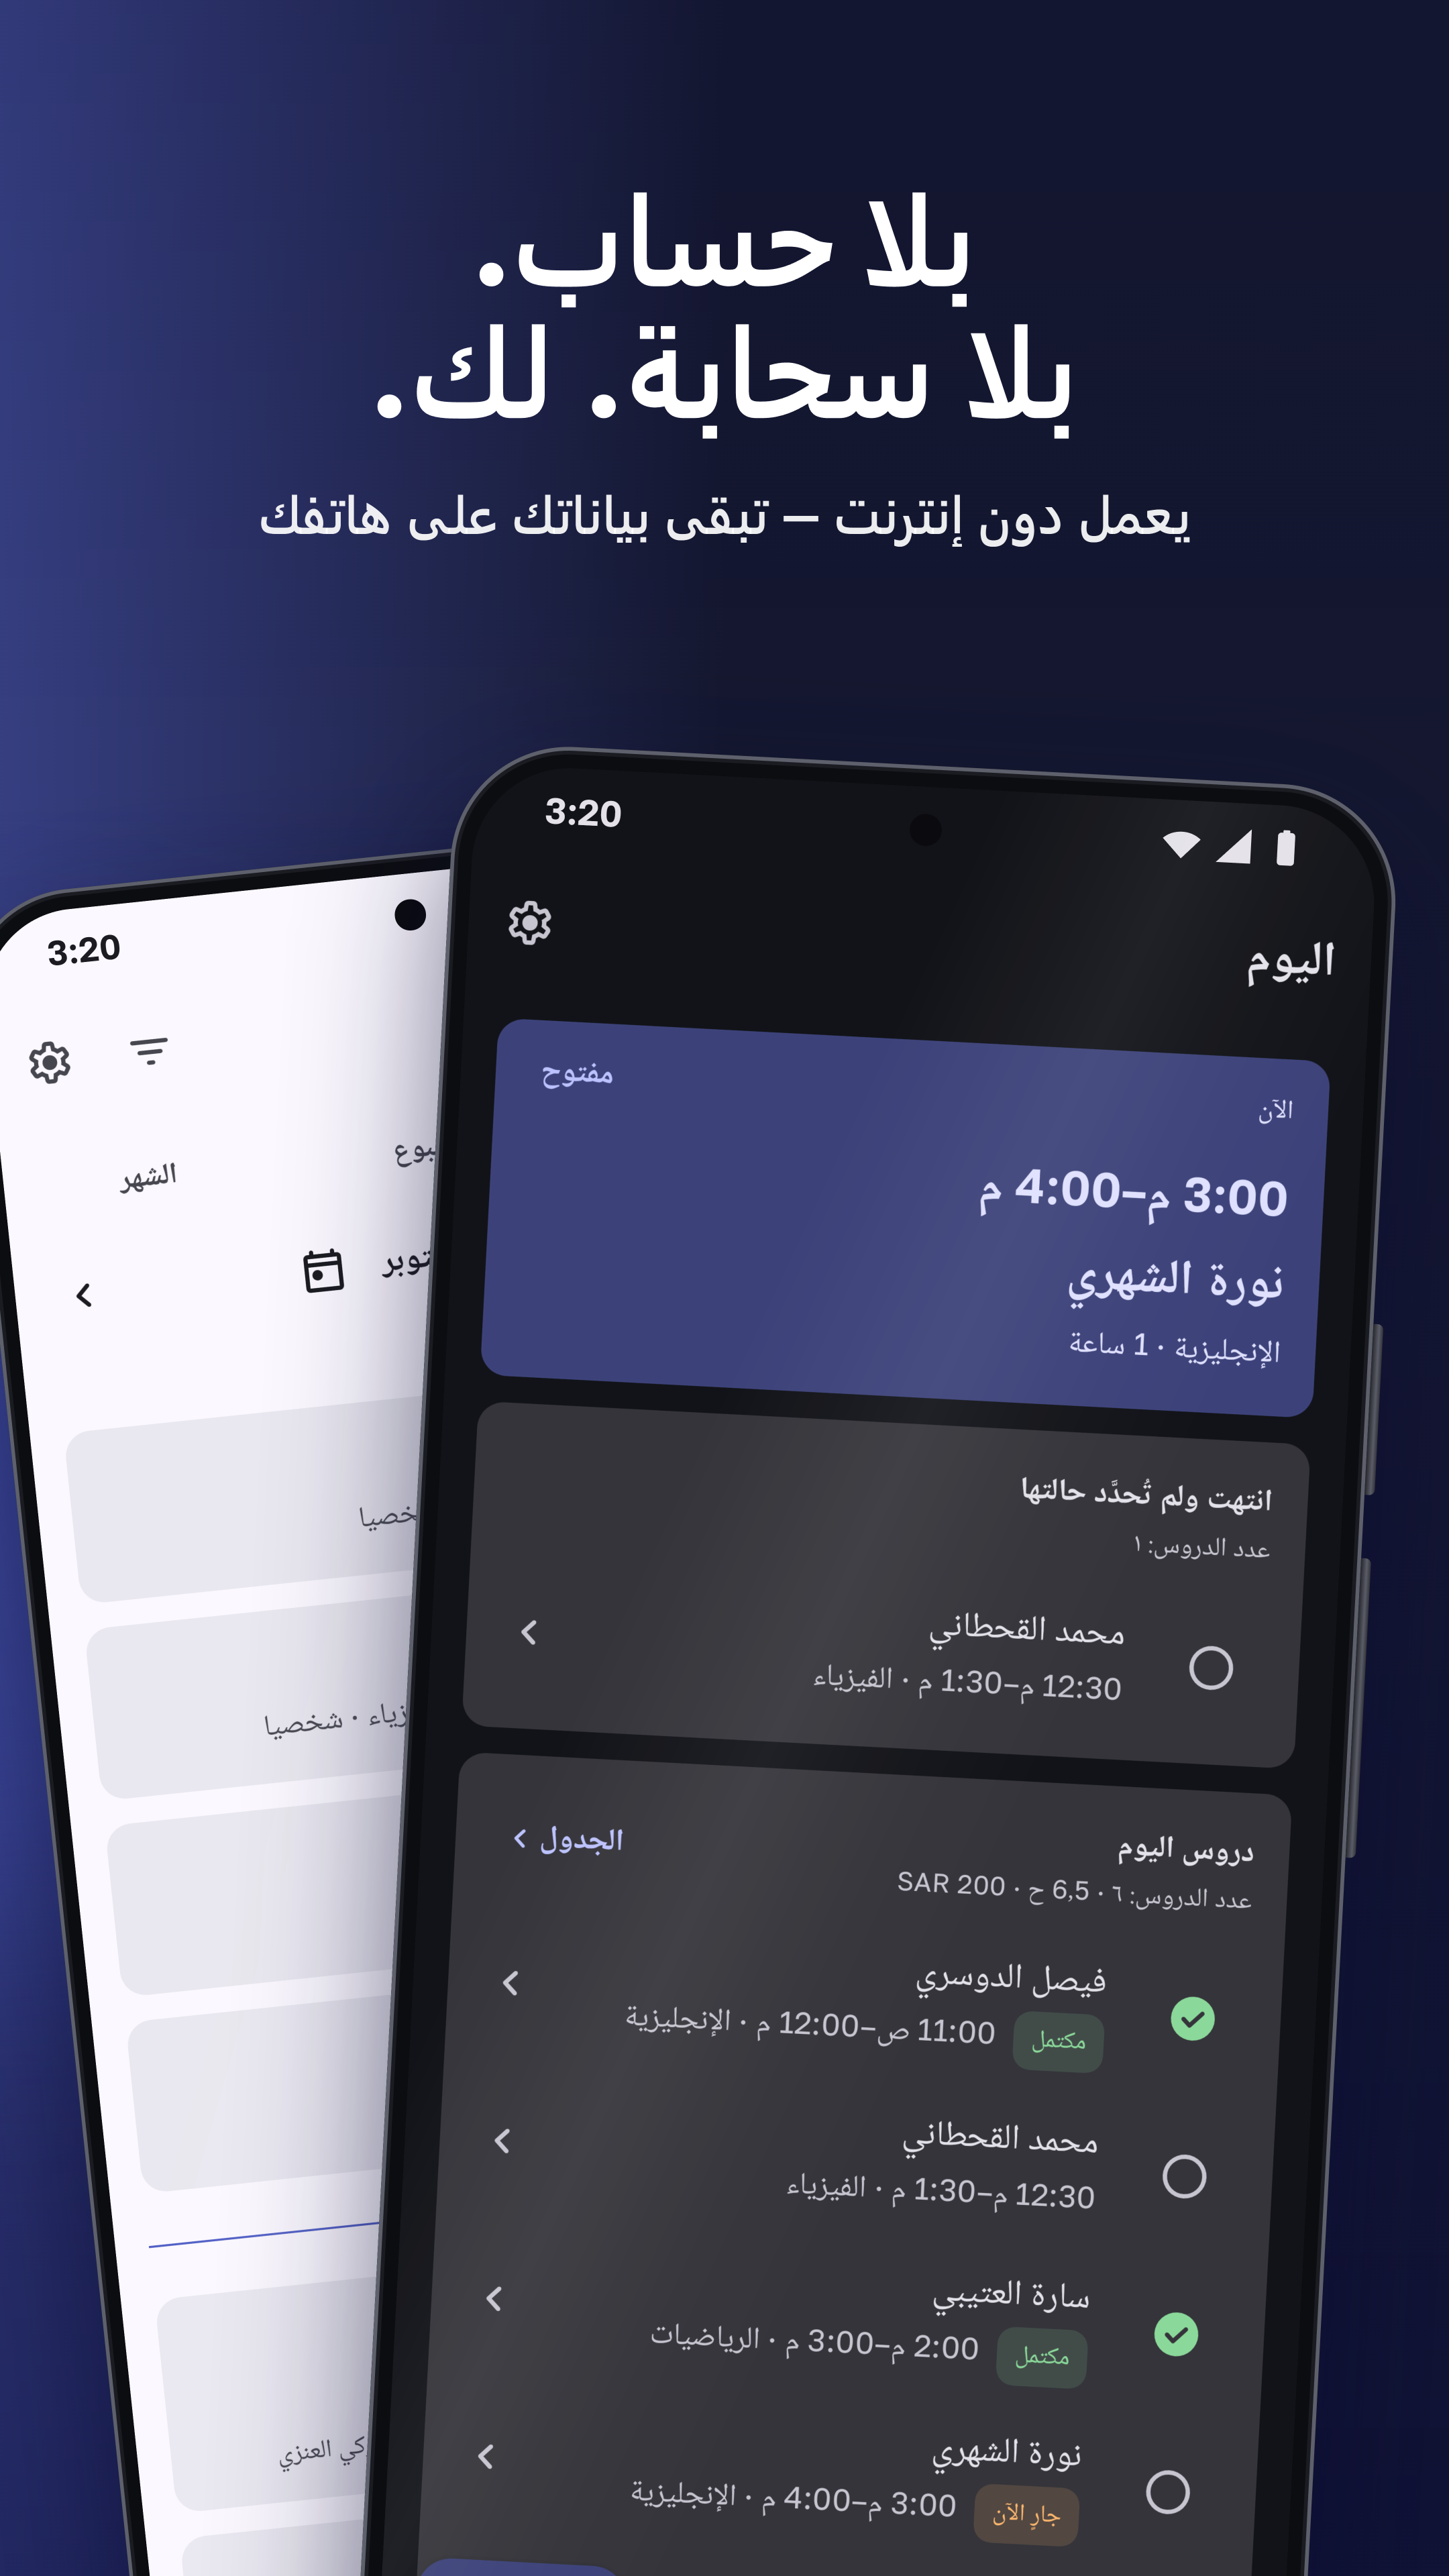 بلا حساب.
بلا سحابة. لك.
يعمل دون إنترنت – تبقى بياناتك على هاتفك
3:20
اليوم
الآن
مفتوح
3:00 م–4:00 م
نورة الشهري
الإنجليزية · 1 ساعة
انتهت ولم تُحدَّد حالتها
عدد الدروس: ١
محمد القحطاني
12:30 م–1:30 م · الفيزياء
دروس اليوم
الجدول
عدد الدروس: ٦ · 6,5 ح · SAR 200
فيصل الدوسري
مكتمل 11:00 ص–12:00 م · الإنجليزية
محمد القحطاني
12:30 م–1:30 م · الفيزياء
سارة العتيبي
مكتمل 2:00 م–3:00 م · الرياضيات
نورة الشهري
جارٍ الآن 3:00 م–4:00 م · الإنجليزية
3:20
الشهر
شخصيا
العنزي